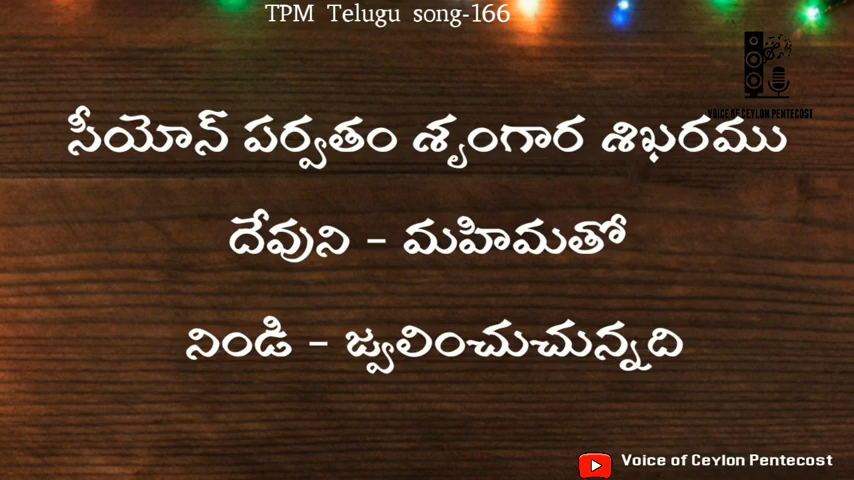 TPM Telugu song-166
VOICE OF CEYLON PENTECOST
సీయోన్ పర్వతం శృంగార శిఖరము
దేవుని - మహిమతో
నిండి - జ్వలించుచున్నది
Voice of Ceylon Pentecost